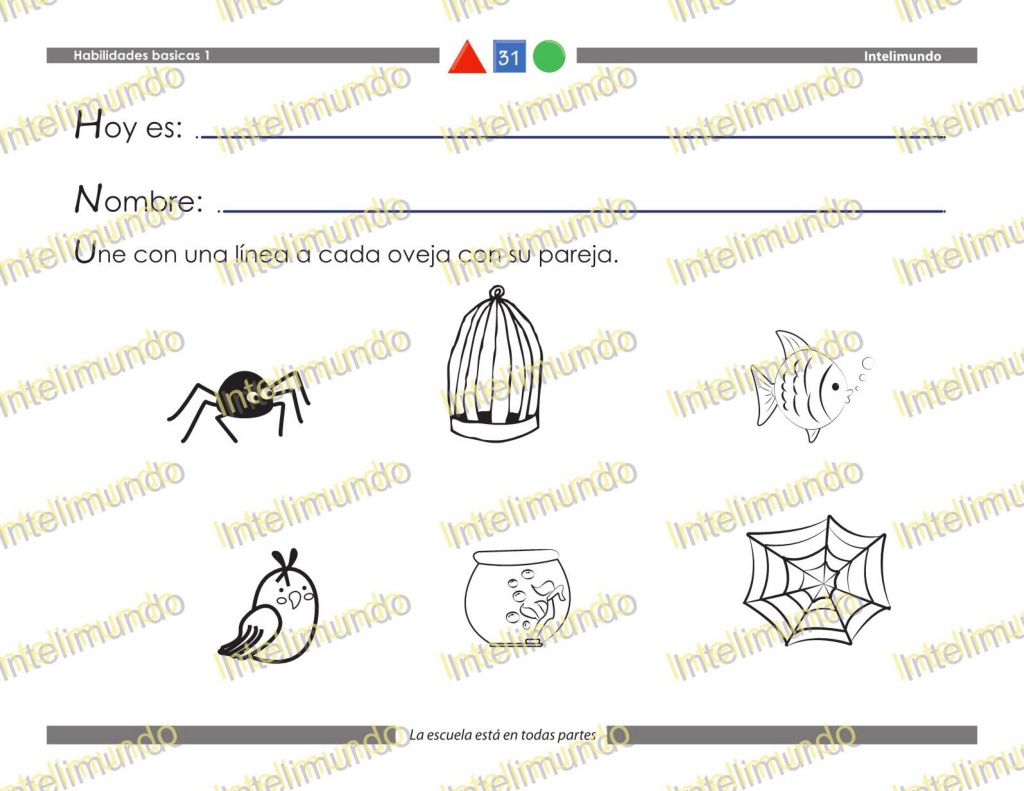 Habilidades basicas 1
31
Intelimundo
Hoy es:
Nombre:
Une con una línea a cada oveja con su pareja.
La escuela está en todas partes